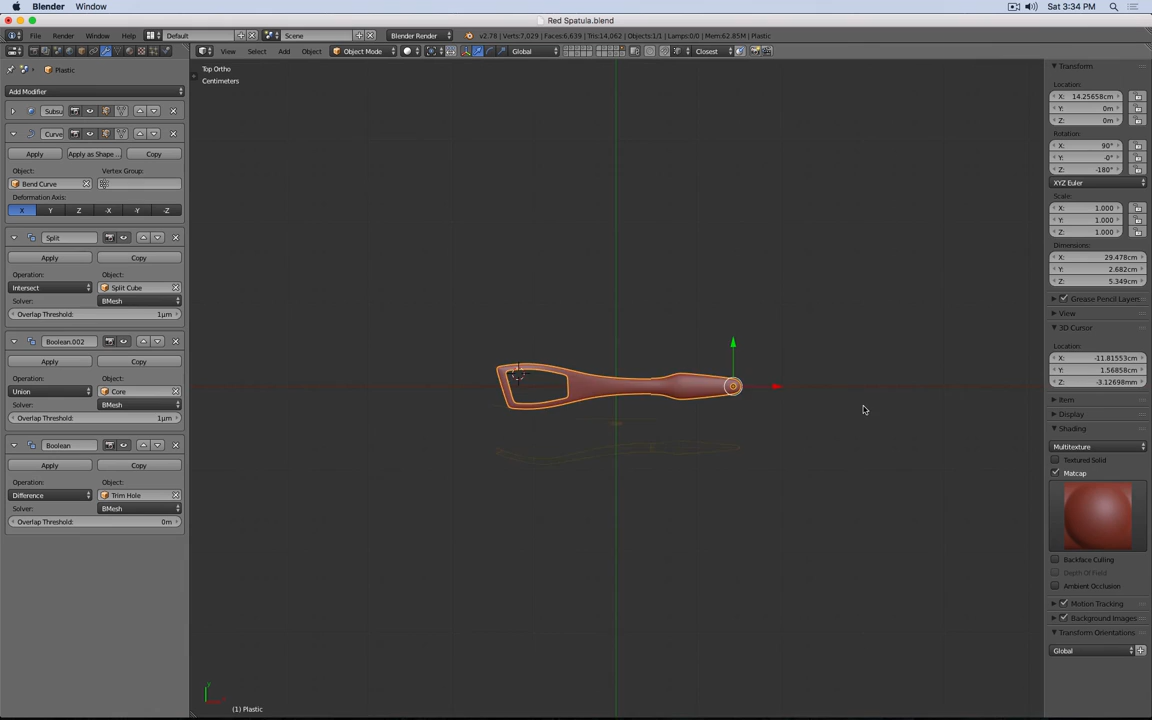 Blender Window Sat 3:34 PM
Red Spatula.blend
File Render Window Help Default Scene Blender Render v2.78 | Verts:7,029 | Faces:6,639 | Tris:14,062 | Objects:1/1 | Lamps:0/0 | Mem:62.85M | Plastic
View Select Add Object Object Mode Global Closest
Plastic
Add Modifier
Subsu
Curve
Apply Apply as Shape ... Copy
Object: Vertex Group:
Bend Curve
Deformation Axis:
X Y Z -X -Y -Z
Split
Apply Copy
Operation: Object:
Intersect Split Cube
Solver: BMesh
Overlap Threshold: 1µm
Boolean.002
Apply Copy
Operation: Object:
Union Core
Solver: BMesh
Overlap Threshold: 1µm
Boolean
Apply Copy
Operation: Object:
Difference Trim Hole
Solver: BMesh
Overlap Threshold: 0m
Top Ortho
Centimeters
(1) Plastic
Transform
Location:
X: 14.25658cm
Y: 0m
Z: 0m
Rotation:
X: 90°
Y: -0°
Z: -180°
XYZ Euler
Scale:
X: 1.000
Y: 1.000
Z: 1.000
Dimensions:
X: 29.478cm
Y: 2.682cm
Z: 5.349cm
Grease Pencil Layers
View
3D Cursor
Location:
X: -11.81553cm
Y: 1.56858cm
Z: -3.12698mm
Item
Display
Shading
Multitexture
Textured Solid
Matcap
Backface Culling
Depth Of Field
Ambient Occlusion
Motion Tracking
Background Images
Transform Orientations
Global